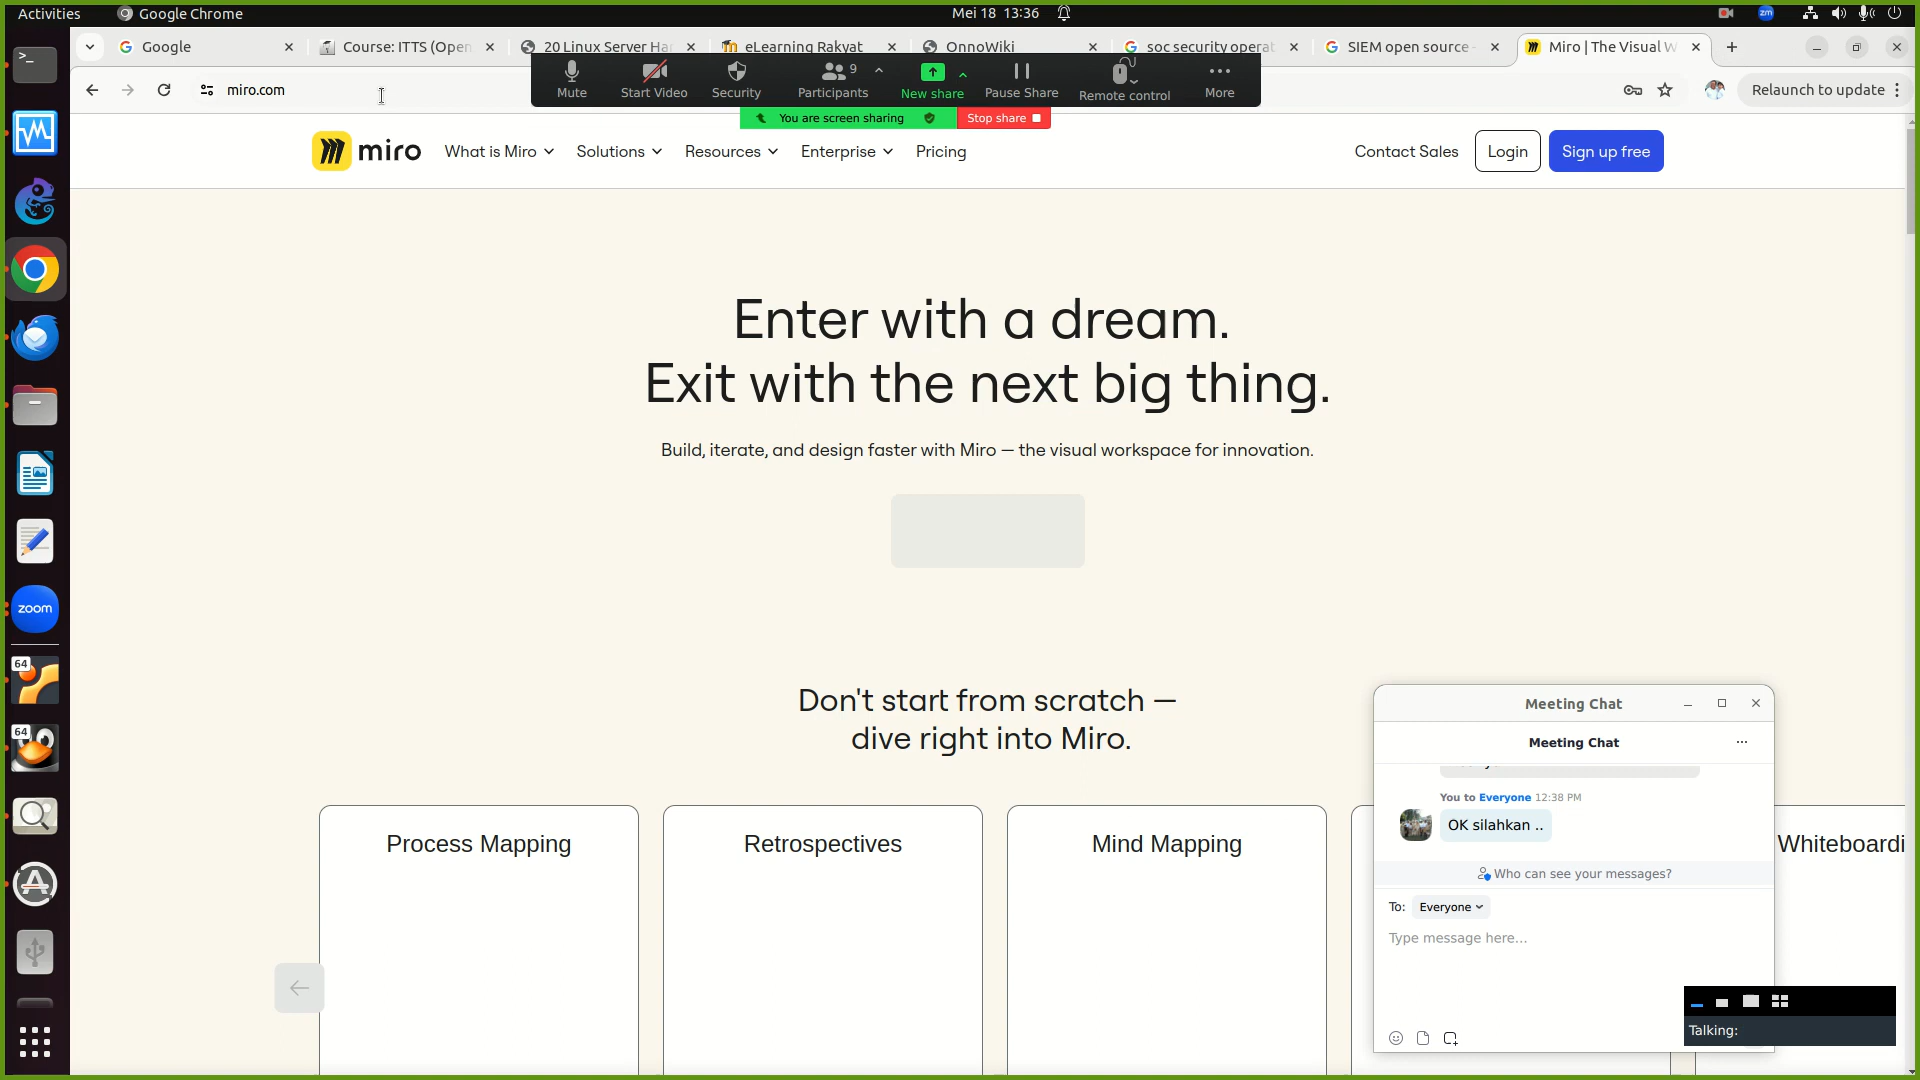 Activities
Google Chrome
Mei 18 13:36
zm
Google
Course: ITTS (Open
20 Linux Server Har
eLearning Rakyat
OnnoWiki
soc security operat
SIEM open source -
Miro | The Visual W
miro.com
Relaunch to update
Mute
Start Video
Security
Participants
9
New share
Pause Share
Remote control
More
You are screen sharing
Stop share
miro
What is Miro
Solutions
Resources
Enterprise
Pricing
Contact Sales
Login
Sign up free
Enter with a dream.
Exit with the next big thing.
Build, iterate, and design faster with Miro — the visual workspace for innovation.
Don't start from scratch —
dive right into Miro.
Process Mapping
Retrospectives
Mind Mapping
Whiteboardi
zoom
64
64
Meeting Chat
Meeting Chat
You to Everyone 12:38 PM
OK silahkan ..
Who can see your messages?
To: Everyone
Type message here...
Talking: